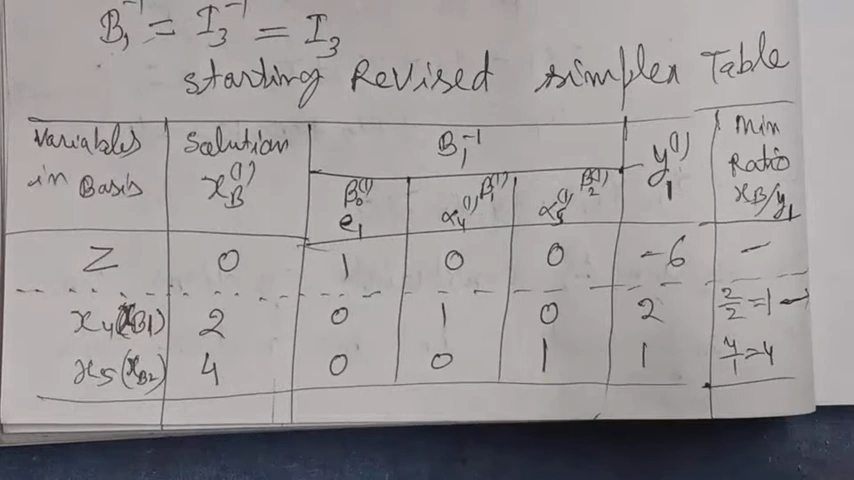 B₁⁻¹ = I₃⁻¹ = I₃
Starting Revised simplex Table
Variables in Basis | Solution x_B^(1) | B₁⁻¹ | y₁^(1) | Min Ratio x_B/y₁
β₀^(1) e₁ | α₄^(1) β₁^(1) | α₅^(1) β₂^(1)
Z | 0 | 1 | 0 | 0 | -6 | —
x₄(x_B1) | 2 | 0 | 1 | 0 | 2 | 2/2=1→
x₅(x_B2) | 4 | 0 | 0 | 1 | 1 | 4/1=4